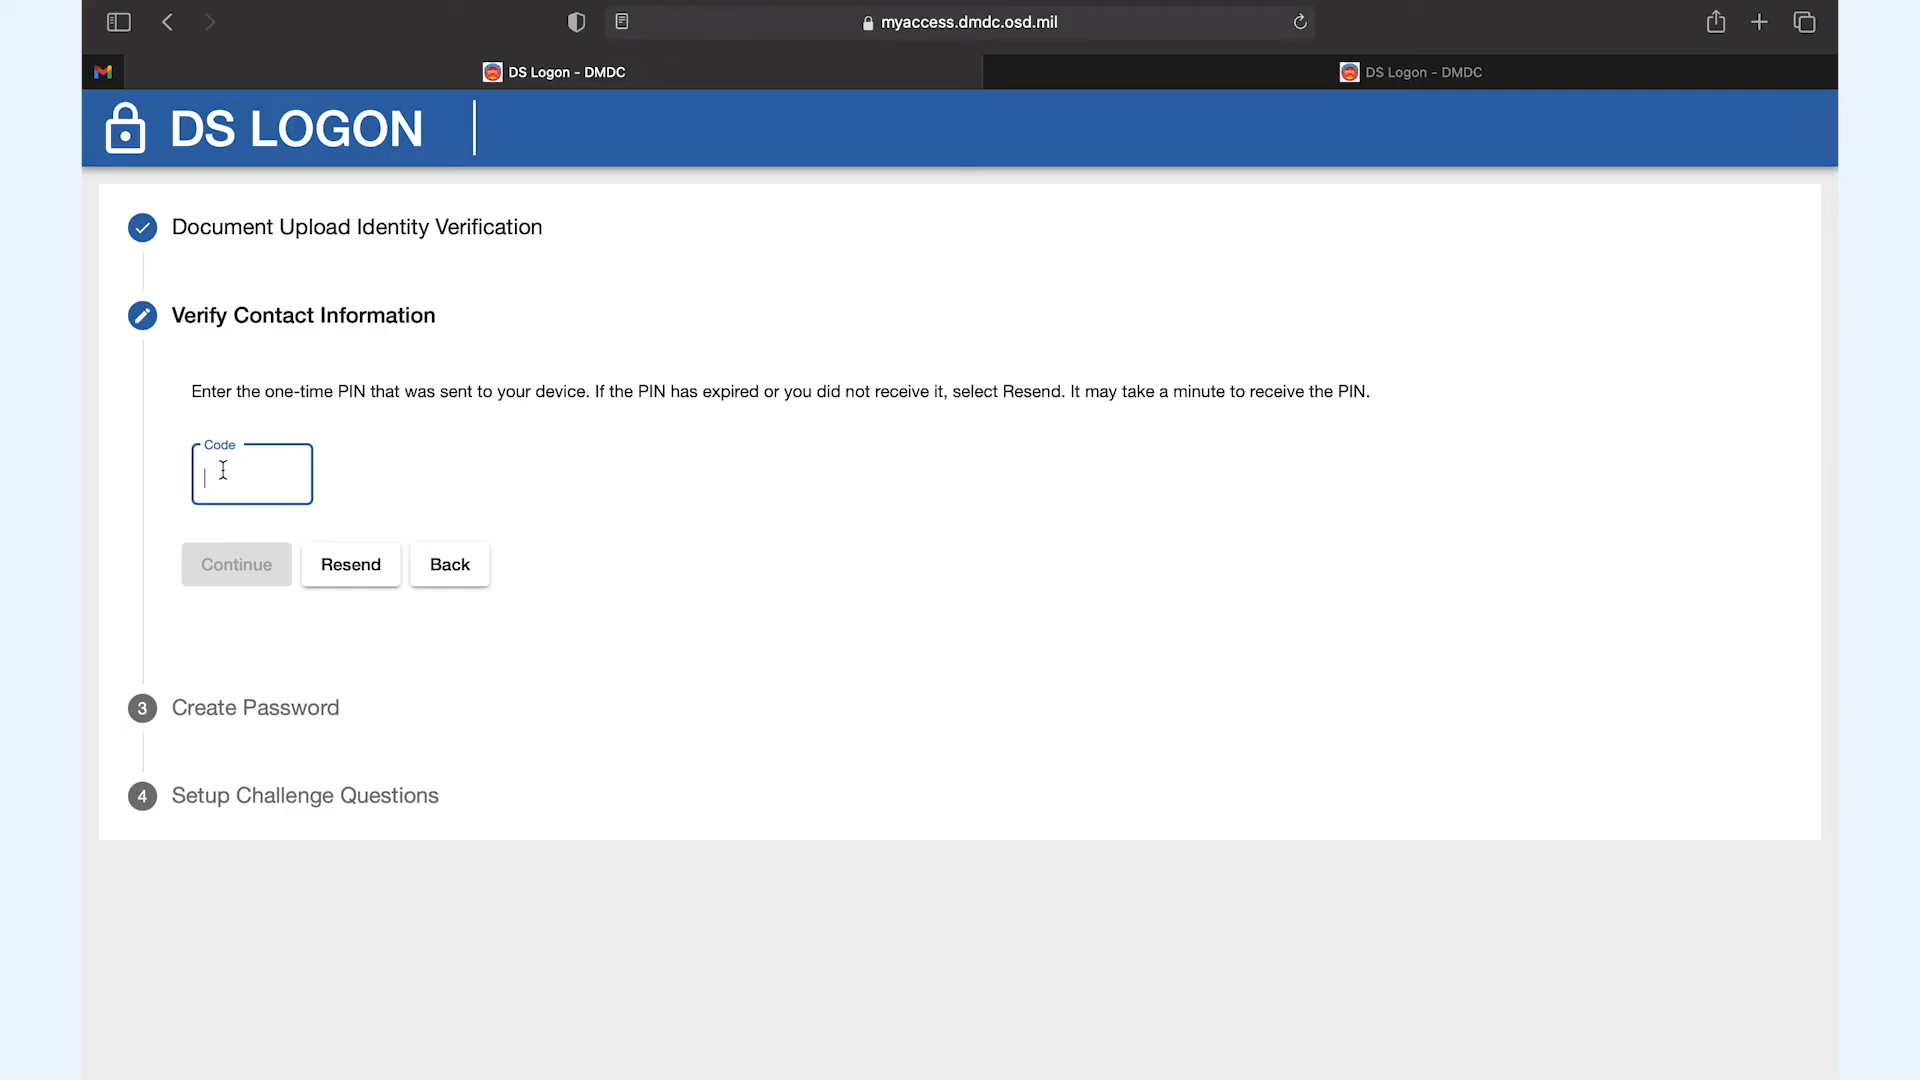 myaccess.dmdc.osd.mil
DS Logon - DMDC
DS Logon - DMDC
DS LOGON
Document Upload Identity Verification
Verify Contact Information
Enter the one-time PIN that was sent to your device. If the PIN has expired or you did not receive it, select Resend. It may take a minute to receive the PIN.
Code
Continue Resend Back
3 Create Password
4 Setup Challenge Questions